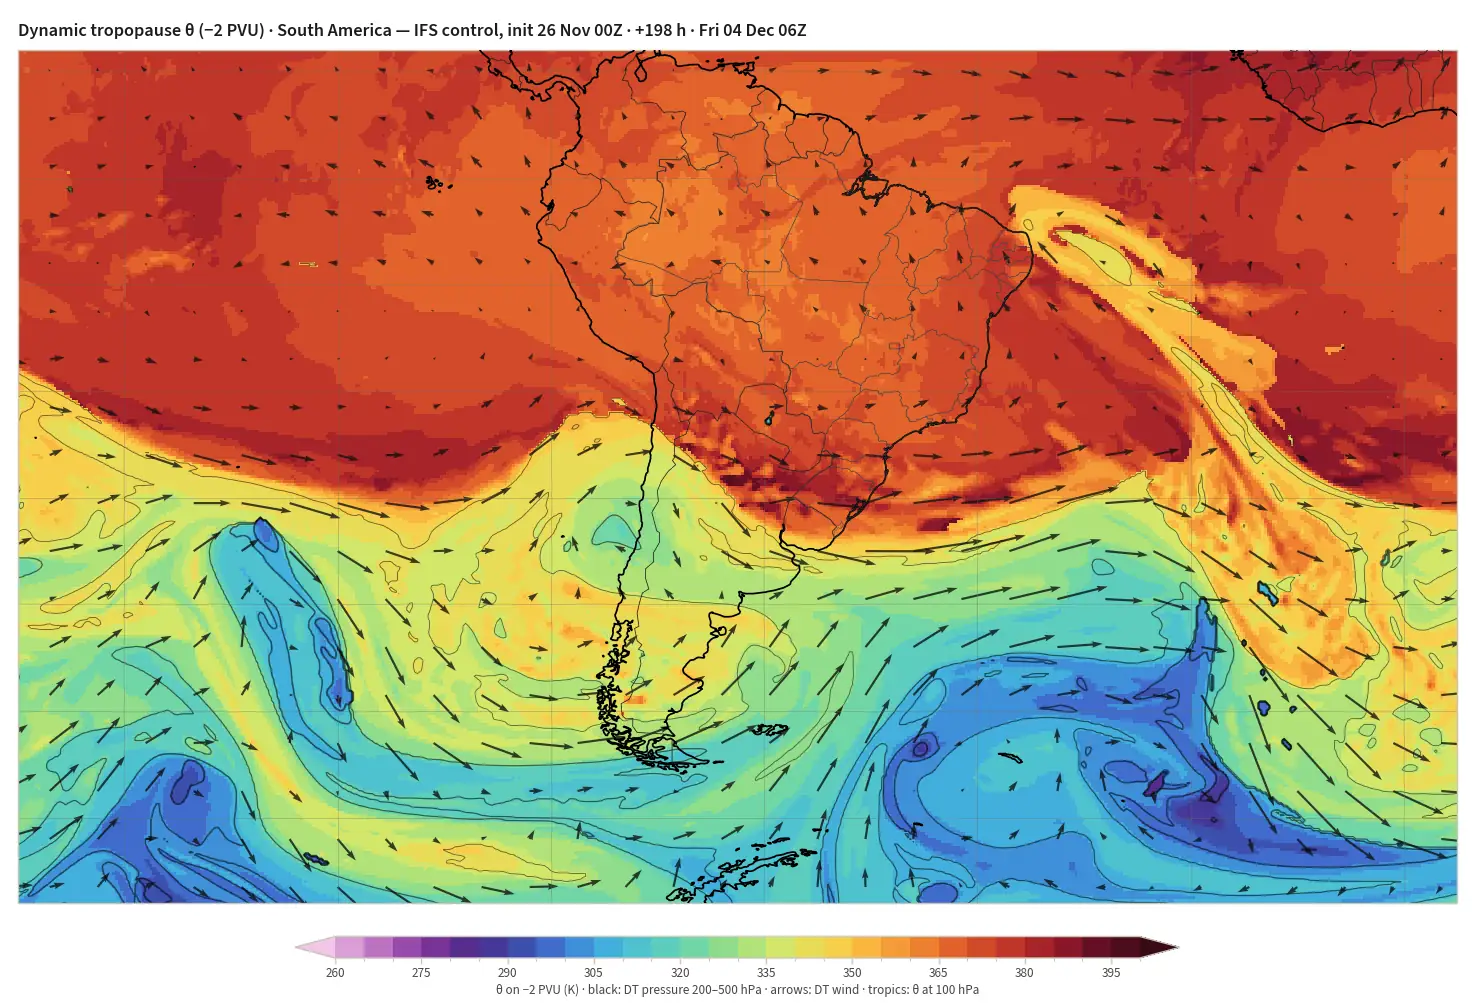 Dynamic tropopause θ (−2 PVU) · South America — IFS control, init 26 Nov 00Z · +198 h · Fri 04 Dec 06Z
260 275 290 305 320 335 350 365 380 395
θ on −2 PVU (K) · black: DT pressure 200–500 hPa · arrows: DT wind · tropics: θ at 100 hPa